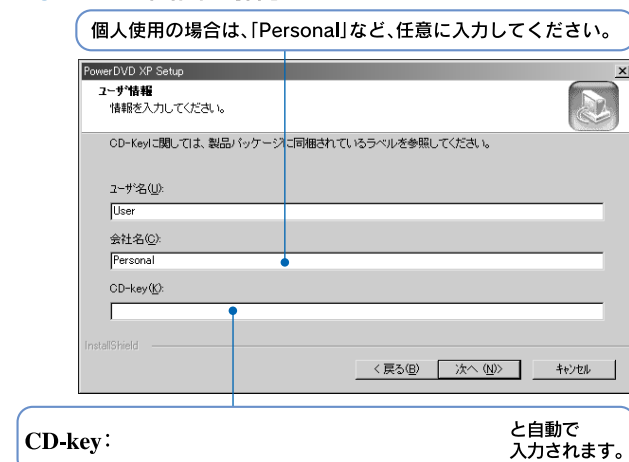 個人使用の場合は、「Personal」など、任意に入力してください。
PowerDVD XP Setup
ユーザ情報
情報を入力してください。
CD-Keyに関しては、製品パッケージに同梱されているラベルを参照してください。
ユーザ名(U):
User
会社名(C):
Personal
CD-key(K):
InstallShield
< 戻る(B)
次へ (N)>
キャンセル
CD-key:
と自動で
入力されます。